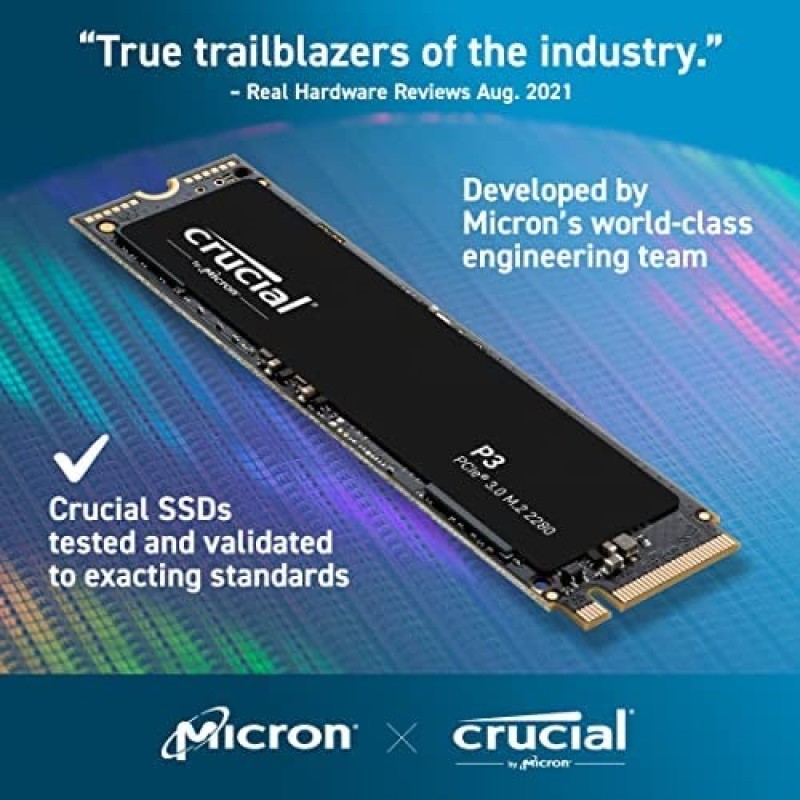 “True trailblazers of the industry.”
– Real Hardware Reviews Aug. 2021
Developed by
Micron’s world-class
engineering team
crucial®
by Micron®
P3
PCIe® 3.0 M.2 2280
Crucial SSDs
tested and validated
to exacting standards
Micron® × crucial®
by Micron®